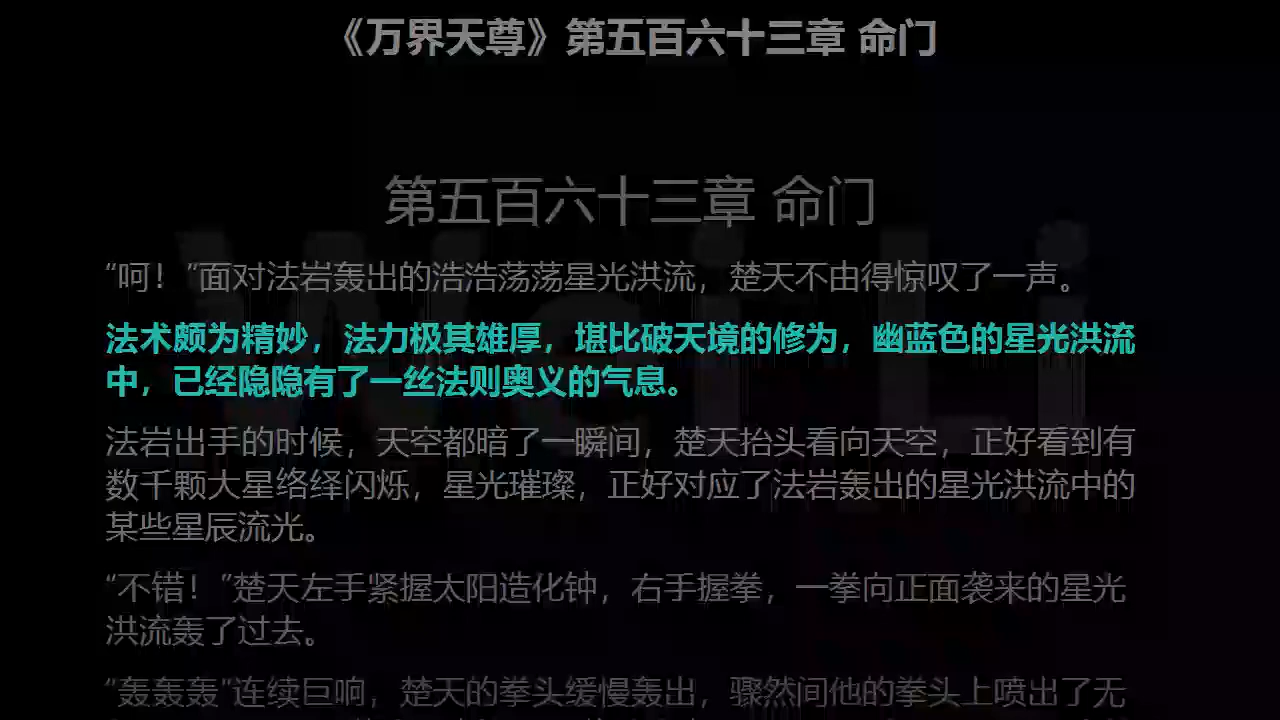 《万界天尊》第五百六十三章 命门
第五百六十三章 命门
“呵！”面对法岩轰出的浩浩荡荡星光洪流，楚天不由得惊叹了一声。
法术颇为精妙，法力极其雄厚，堪比破天境的修为，幽蓝色的星光洪流
中，已经隐隐有了一丝法则奥义的气息。
法岩出手的时候，天空都暗了一瞬间，楚天抬头看向天空，正好看到有
数千颗大星络绎闪烁，星光璀璨，正好对应了法岩轰出的星光洪流中的
某些星辰流光。
“不错！”楚天左手紧握太阳造化钟，右手握拳，一拳向正面袭来的星光
洪流轰了过去。
“轰轰轰”连续巨响，楚天的拳头缓慢轰出，骤然间他的拳头上喷出了无
Wei Li